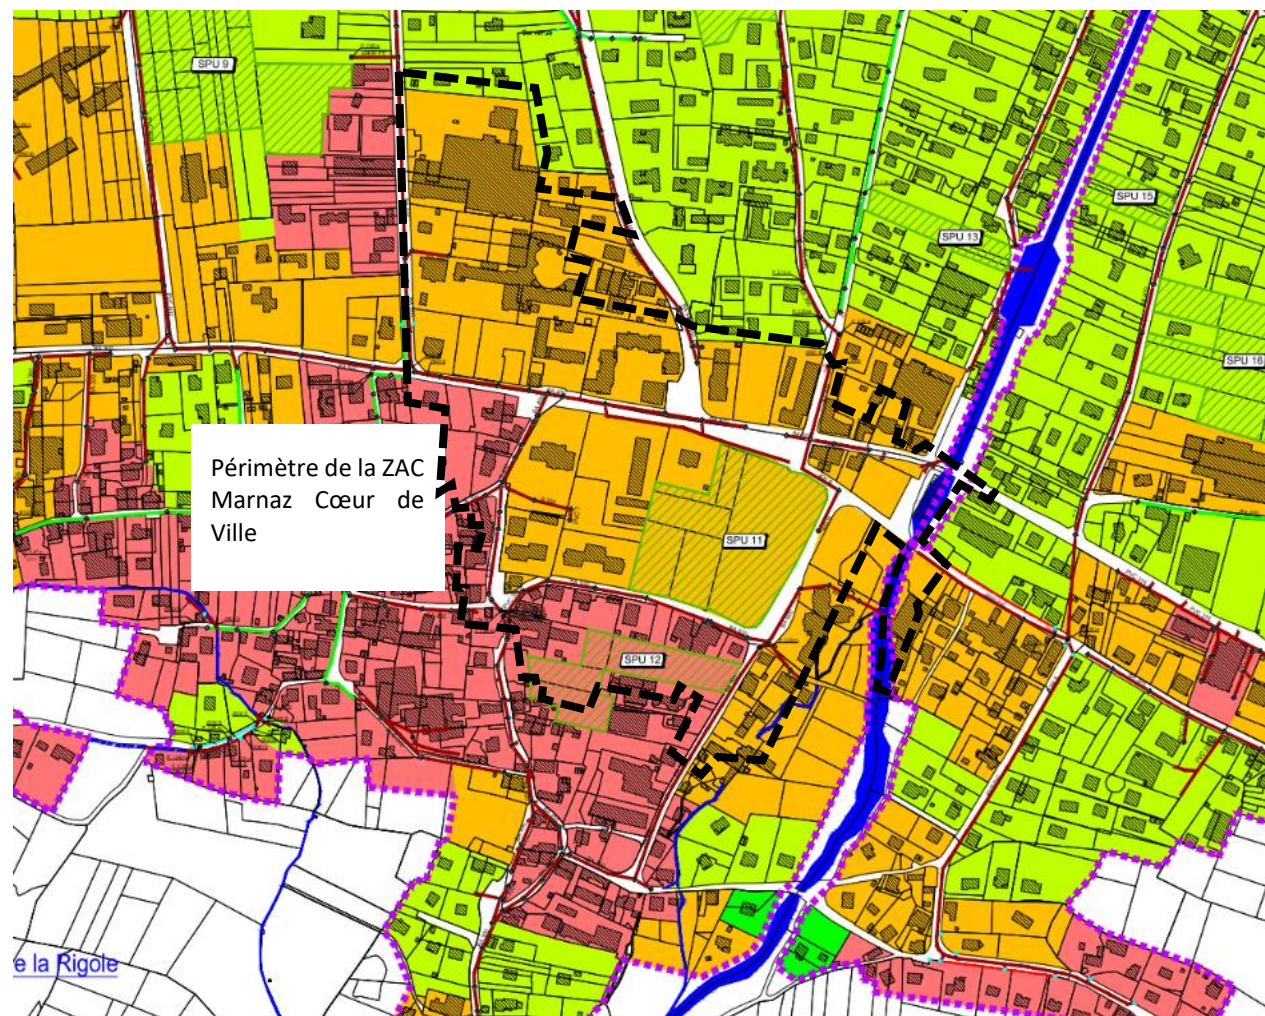 SPU 9
SPU 15
SPU 13
SPU 16
Périmètre de la ZAC
Marnaz Cœur de
Ville
SPU 11
SPU 12
e la Rigole